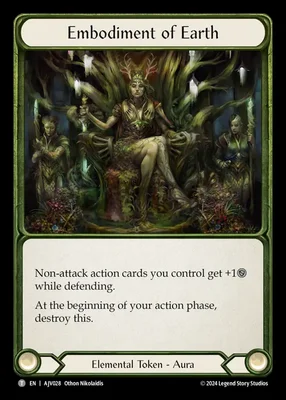 Embodiment of Earth
Non-attack action cards you control get +1
while defending.
At the beginning of your action phase,
destroy this.
Elemental Token - Aura
T EN | AJV028 Othon Nikolaidis ©2024 Legend Story Studios